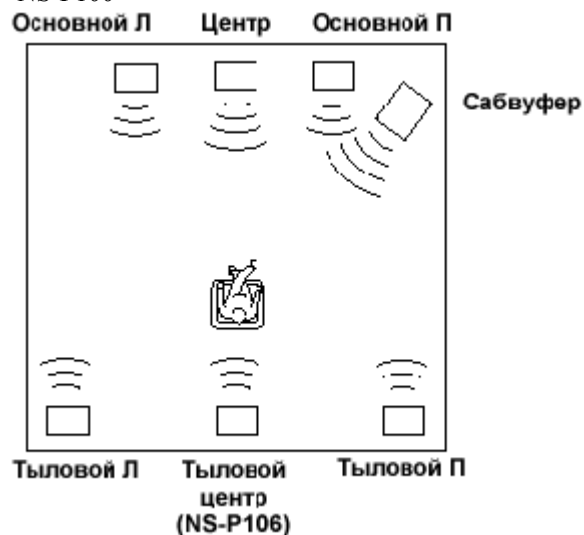 Основной Л Центр Основной П
Сабвуфер
Тыловой Л Тыловой Тыловой П
центр
(NS-P106)